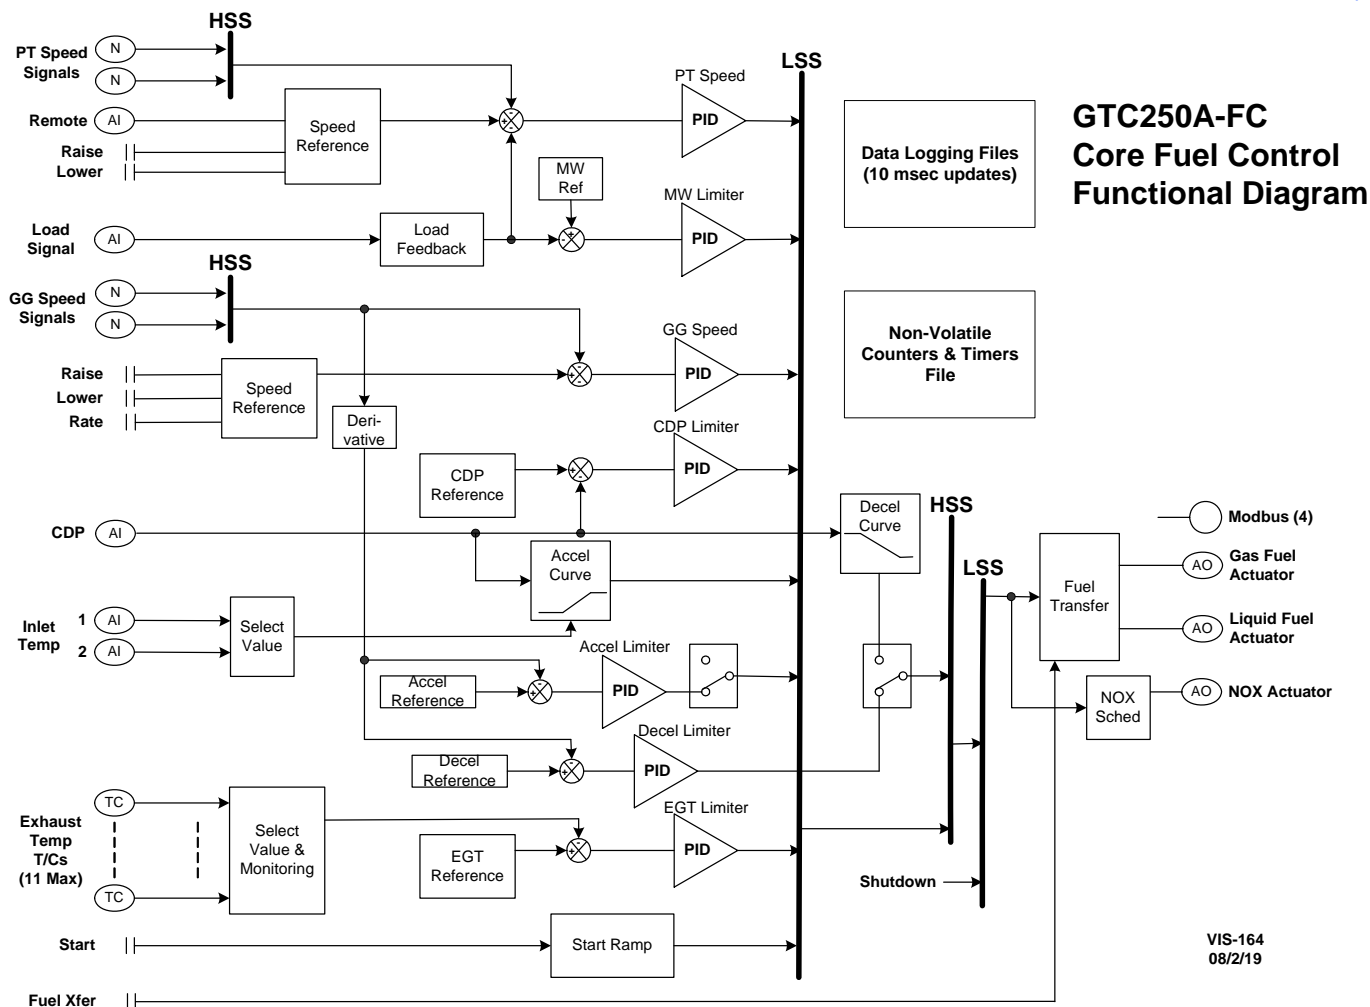 HSS
PT Speed
Signals
N
N
Remote
AI
Raise
Lower
Speed
Reference
PT Speed
PID
LSS
Data Logging Files
(10 msec updates)
GTC250A-FC
Core Fuel Control
Functional Diagram
MW
Ref
MW Limiter
PID
Load
Signal
AI
Load
Feedback
HSS
GG Speed
Signals
N
N
Raise
Lower
Rate
Speed
Reference
Deri-
vative
GG Speed
PID
Non-Volatile
Counters & Timers
File
CDP Limiter
PID
CDP
Reference
CDP
AI
Accel
Curve
Decel
Curve
HSS
LSS
Modbus (4)
Fuel
Transfer
AO
Gas Fuel
Actuator
AO
Liquid Fuel
Actuator
NOX
Sched
AO
NOX Actuator
Inlet
Temp
1
AI
2
AI
Select
Value
Accel Limiter
Accel
Reference
PID
Decel Limiter
Decel
Reference
PID
EGT Limiter
PID
EGT
Reference
Exhaust
Temp
T/Cs
(11 Max)
TC
TC
Select
Value &
Monitoring
Shutdown
Start
Start Ramp
Fuel Xfer
VIS-164
08/2/19